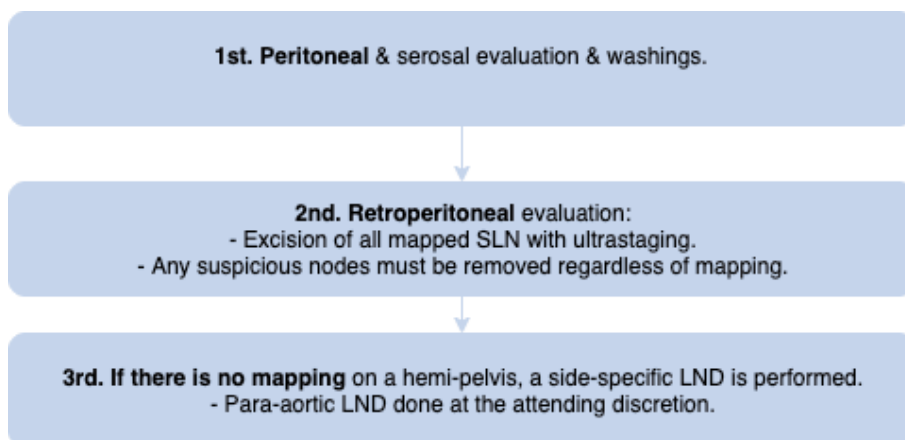 1st. Peritoneal & serosal evaluation & washings.
2nd. Retroperitoneal evaluation:
- Excision of all mapped SLN with ultrastaging.
- Any suspicious nodes must be removed regardless of mapping.
3rd. If there is no mapping on a hemi-pelvis, a side-specific LND is performed.
- Para-aortic LND done at the attending discretion.